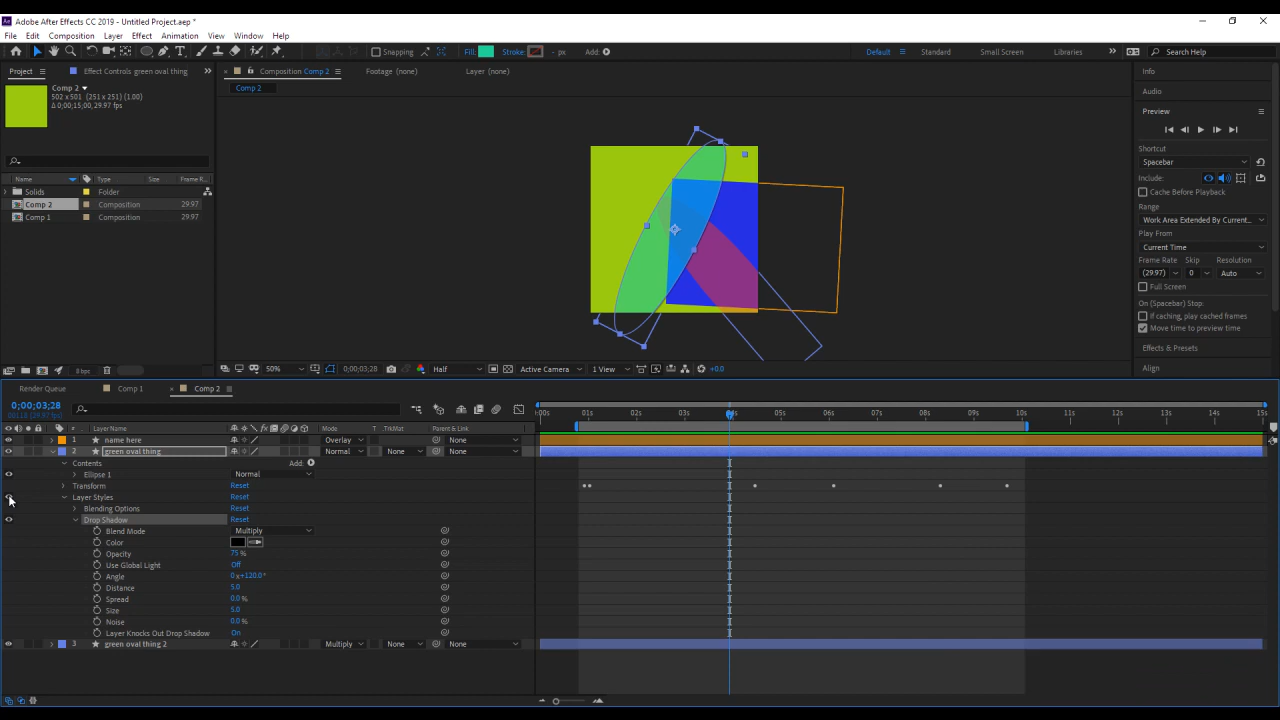 Adobe After Effects CC 2019 - Untitled Project.aep *
File Edit Composition Layer Effect Animation View Window Help
Snapping Fill: Stroke: - px Add: Default Standard Small Screen Libraries Search Help
Project Effect Controls green oval thing Composition Comp 2 Footage (none) Layer (none) Info
Comp 2
Comp 2
502 x 501 (251 x 251) (1.00)
Δ 0;00;15;00, 29.97 fps
Audio
Preview
Shortcut
Spacebar
Include:
Cache Before Playback
Range
Work Area Extended By Current...
Play From
Current Time
Frame Rate Skip Resolution
(29.97) 0 Auto
Full Screen
On (Spacebar) Stop:
If caching, play cached frames
Move time to preview time
Effects & Presets
Align
Name Type Size Frame R...
Solids Folder
Comp 2 Composition 29.97
Comp 1 Composition 29.97
8 bpc 50% 0;00;03;28 Half Active Camera 1 View +0.0
Render Queue Comp 1 Comp 2
0;00;03;28
# Layer Name Mode T .TrkMat Parent & Link
:00s 01s 02s 03s 04s 05s 06s 07s 08s 09s 10s 11s 12s 13s 14s 15s
1 name here Overlay None
2 green oval thing Normal None None
Contents Add:
Ellipse 1 Normal
Transform Reset
Layer Styles Reset
Blending Options Reset
Drop Shadow Reset
Blend Mode Multiply
Color
Opacity 75 %
Use Global Light Off
Angle 0 x +120.0°
Distance 5.0
Spread 0.0 %
Size 5.0
Noise 0.0 %
Layer Knocks Out Drop Shadow On
3 green oval thing 2 Multiply None None